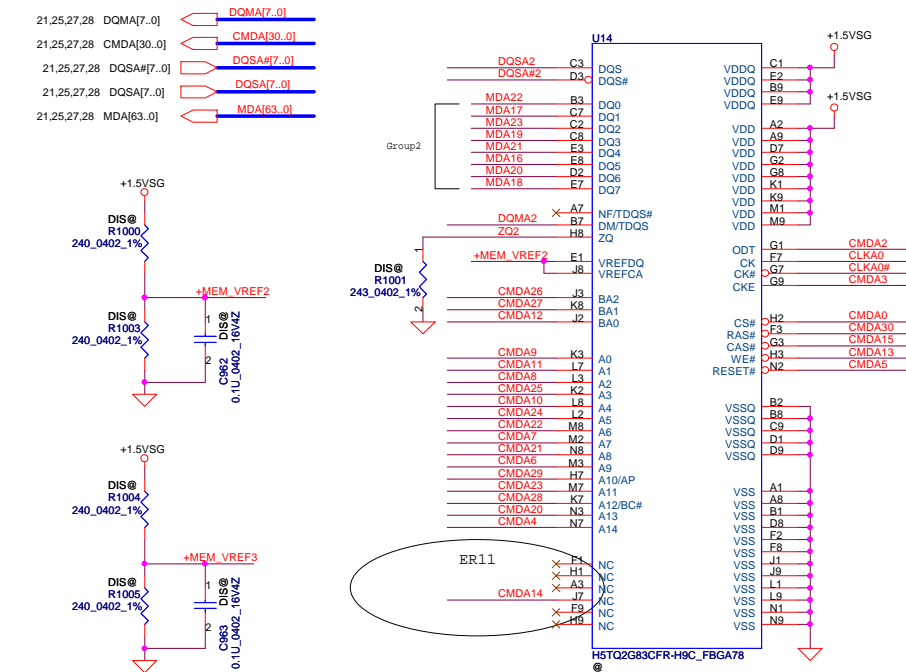 21,25,27,28 DQMA[7..0] DQMA[7..0]
21,25,27,28 CMDA[30..0] CMDA[30..0]
21,25,27,28 DQSA#[7..0] DQSA#[7..0]
21,25,27,28 DQSA[7..0] DQSA[7..0]
21,25,27,28 MDA[63..0] MDA[63..0]
+1.5VSG
DIS@
R1000
240_0402_1%
+MEM_VREF2
DIS@
R1003
240_0402_1%
1
2
C962
DIS@
0.1U_0402_16V4Z
+1.5VSG
DIS@
R1004
240_0402_1%
+MEM_VREF3
DIS@
R1005
240_0402_1%
1
2
C963
DIS@
0.1U_0402_16V4Z
U14
DQSA2 C3 DQS
DQSA#2 D3 DQS#
Group2
MDA22 B3 DQ0
MDA17 C7 DQ1
MDA23 C2 DQ2
MDA19 C8 DQ3
MDA21 E3 DQ4
MDA16 E8 DQ5
MDA20 D2 DQ6
MDA18 E7 DQ7
A7 NF/TDQS#
DQMA2 B7 DM/TDQS
ZQ2 H8 ZQ
1
DIS@
R1001
243_0402_1%
2
+MEM_VREF2 E1 VREFDQ
J8 VREFCA
CMDA26 J3 BA2
CMDA27 K8 BA1
CMDA12 J2 BA0
CMDA9 K3 A0
CMDA11 L7 A1
CMDA8 L3 A2
CMDA25 K2 A3
CMDA10 L8 A4
CMDA24 L2 A5
CMDA22 M8 A6
CMDA7 M2 A7
CMDA21 N8 A8
CMDA6 M3 A9
CMDA29 H7 A10/AP
CMDA23 M7 A11
CMDA28 K7 A12/BC#
CMDA20 N3 A13
CMDA4 N7 A14
ER11
F1 NC
H1 NC
A3 NC
CMDA14 J7 NC
F9 NC
H9 NC
+1.5VSG
VDDQ C1
VDDQ E2
VDDQ B9
VDDQ E9
+1.5VSG
VDD A2
VDD A9
VDD D7
VDD G2
VDD G8
VDD K1
VDD K9
VDD M1
VDD M9
ODT G1 CMDA2
CK F7 CLKA0
CK# G7 CLKA0#
CKE G9 CMDA3
CS# H2 CMDA0
RAS# F3 CMDA30
CAS# G3 CMDA15
WE# H3 CMDA13
RESET# N2 CMDA5
VSSQ B2
VSSQ B8
VSSQ C9
VSSQ D1
VSSQ D9
VSS A1
VSS A8
VSS B1
VSS D8
VSS F2
VSS F8
VSS J1
VSS J9
VSS L1
VSS L9
VSS N1
VSS N9
H5TQ2G83CFR-H9C_FBGA78
@